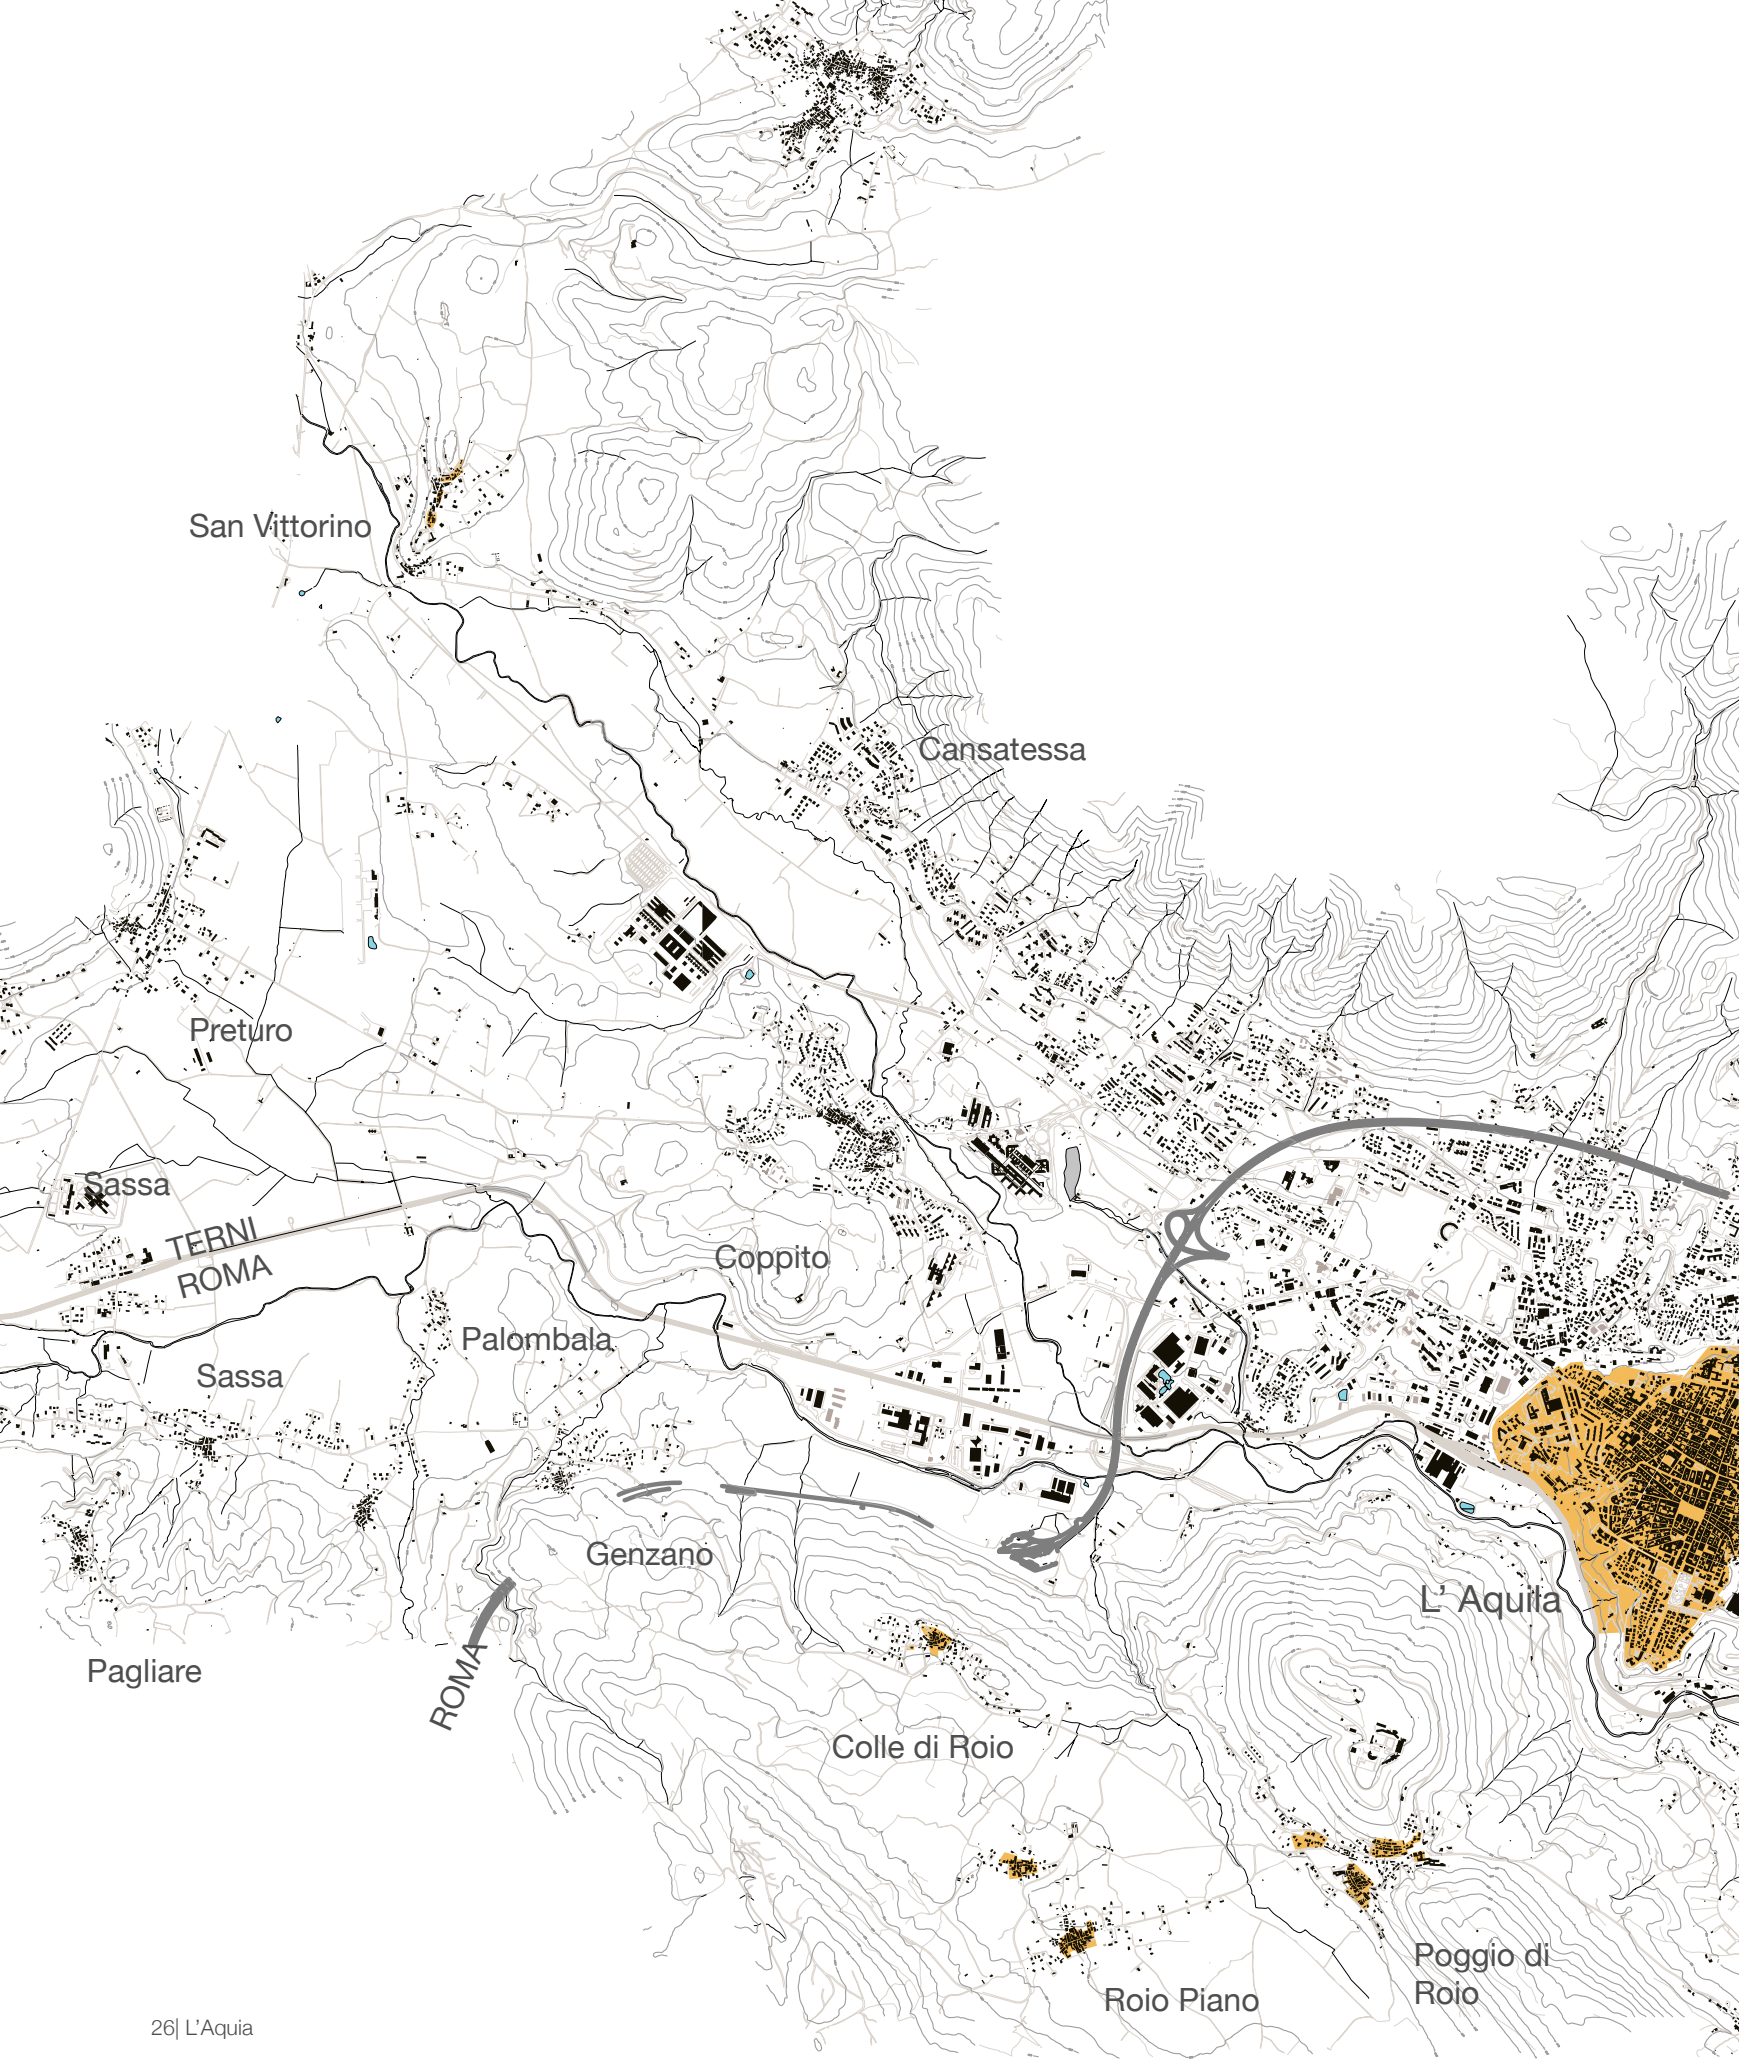 San Vittorino
Cansatessa
Preturo
Sassa
TERNI
ROMA
Coppito
Palombala
Sassa
Genzano
L' Aquila
Pagliare
ROMA
Colle di Roio
Poggio di
Roio
Roio Piano
26| L'Aquia